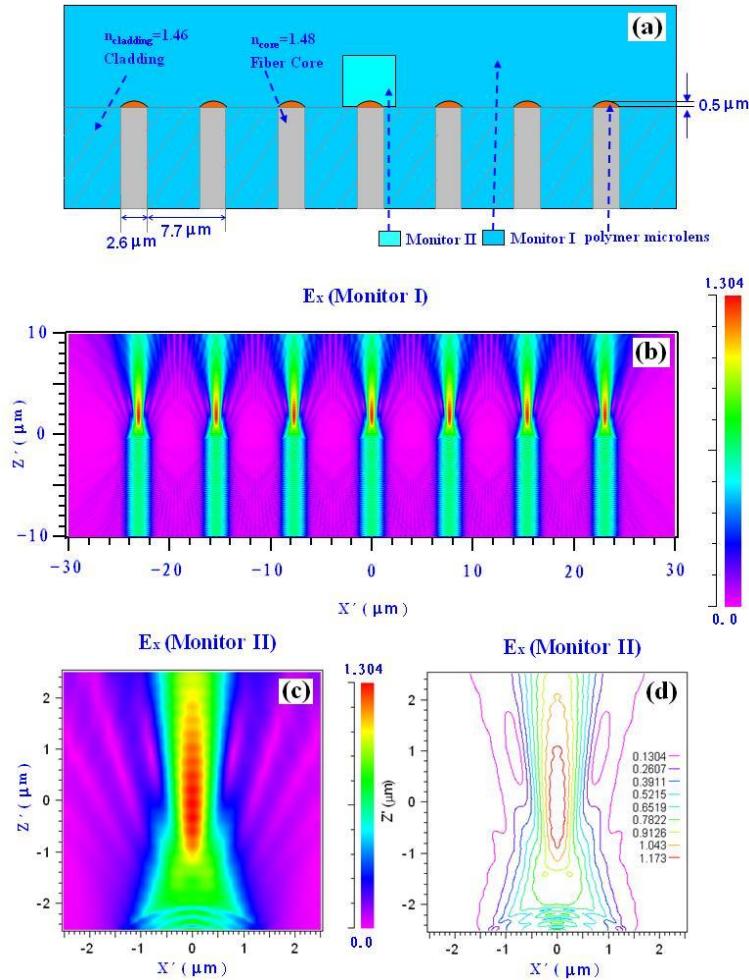 (a)
n_cladding=1.46
Cladding
n_core=1.48
Fiber Core
0.5 μm
2.6 μm
7.7 μm
Monitor II
Monitor I
polymer microlens
E_x (Monitor I)
1.304
0.0
(b)
10
0
-10
Z´ (μm)
-30
-20
-10
0
10
20
30
X´ (μm)
E_x (Monitor II)
1.304
0.0
(c)
2
1
0
-1
-2
Z´ (μm)
-2
-1
0
1
2
X´ (μm)
E_x (Monitor II)
(d)
2
1
0
-1
-2
Z' (μm)
0.1304
0.2607
0.3911
0.5215
0.6519
0.7822
0.9126
1.043
1.173
-2
-1
0
1
2
X´ (μm)